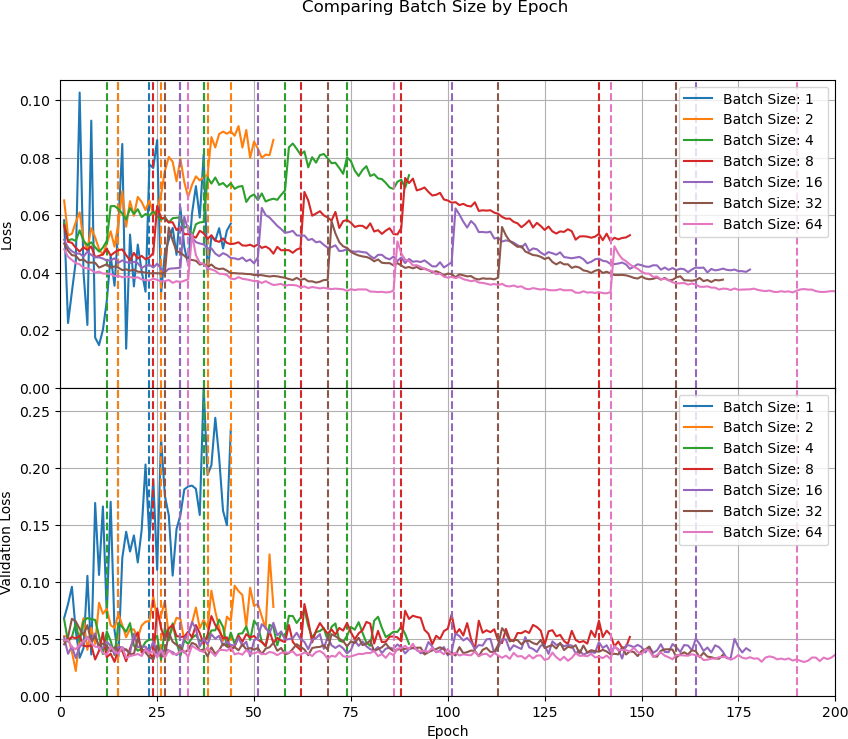 Comparing Batch Size by Epoch
Loss
0.10
0.08
0.06
0.04
0.02
0.00
Batch Size: 1
Batch Size: 2
Batch Size: 4
Batch Size: 8
Batch Size: 16
Batch Size: 32
Batch Size: 64
Validation Loss
0.25
0.20
0.15
0.10
0.05
0.00
Batch Size: 1
Batch Size: 2
Batch Size: 4
Batch Size: 8
Batch Size: 16
Batch Size: 32
Batch Size: 64
0 25 50 75 100 125 150 175 200
Epoch